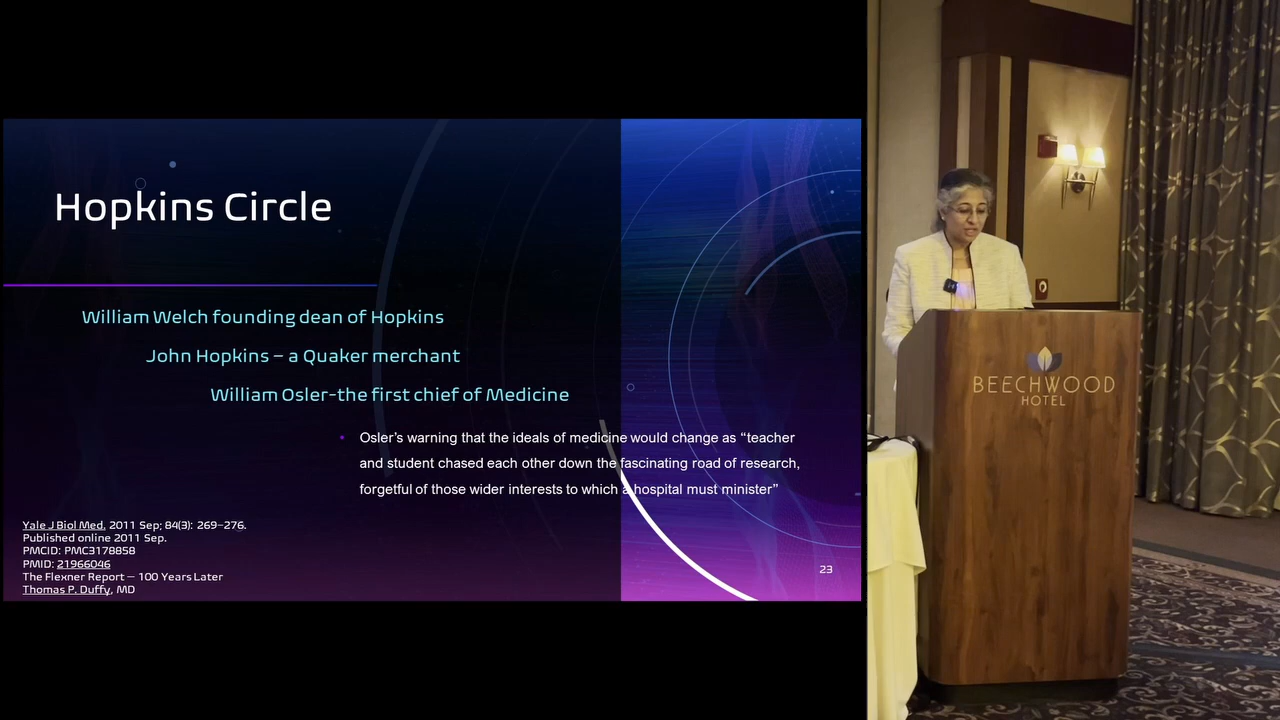 Hopkins Circle
William Welch founding dean of Hopkins
John Hopkins – a Quaker merchant
William Osler-the first chief of Medicine
• Osler's warning that the ideals of medicine would change as “teacher
and student chased each other down the fascinating road of research,
forgetful of those wider interests to which a hospital must minister”
Yale J Biol Med. 2011 Sep; 84(3): 269–276.
Published online 2011 Sep.
PMCID: PMC3178858
PMID: 21966046
The Flexner Report — 100 Years Later
Thomas P. Duffy, MD
23
BEECHWOOD
HOTEL